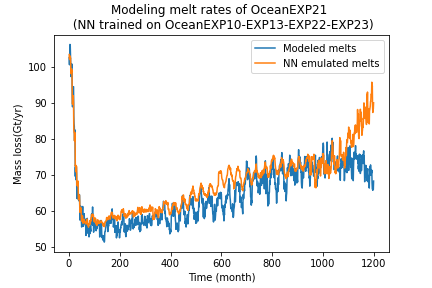 Modeling melt rates of OceanEXP21
(NN trained on OceanEXP10-EXP13-EXP22-EXP23)
Modeled melts
NN emulated melts
Mass loss(Gt/yr)
100
90
80
70
60
50
0
200
400
600
800
1000
1200
Time (month)